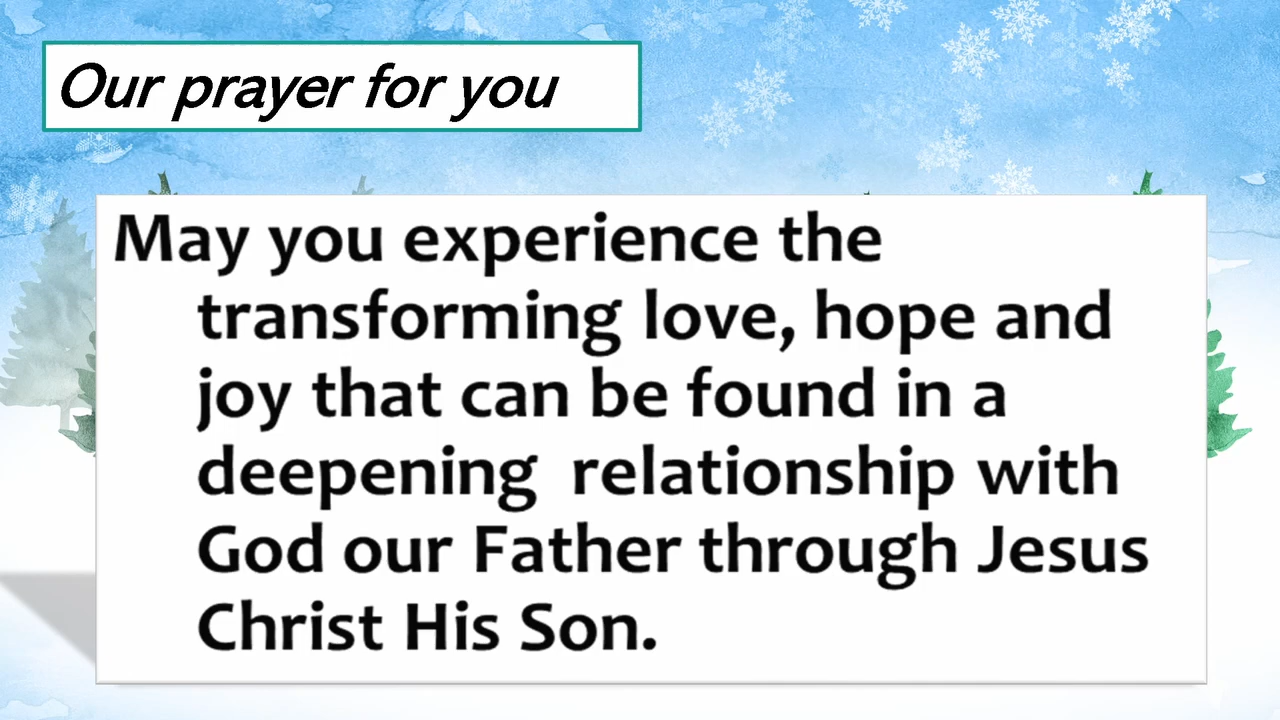 Our prayer for you
May you experience the
transforming love, hope and
joy that can be found in a
deepening  relationship with
God our Father through Jesus
Christ His Son.